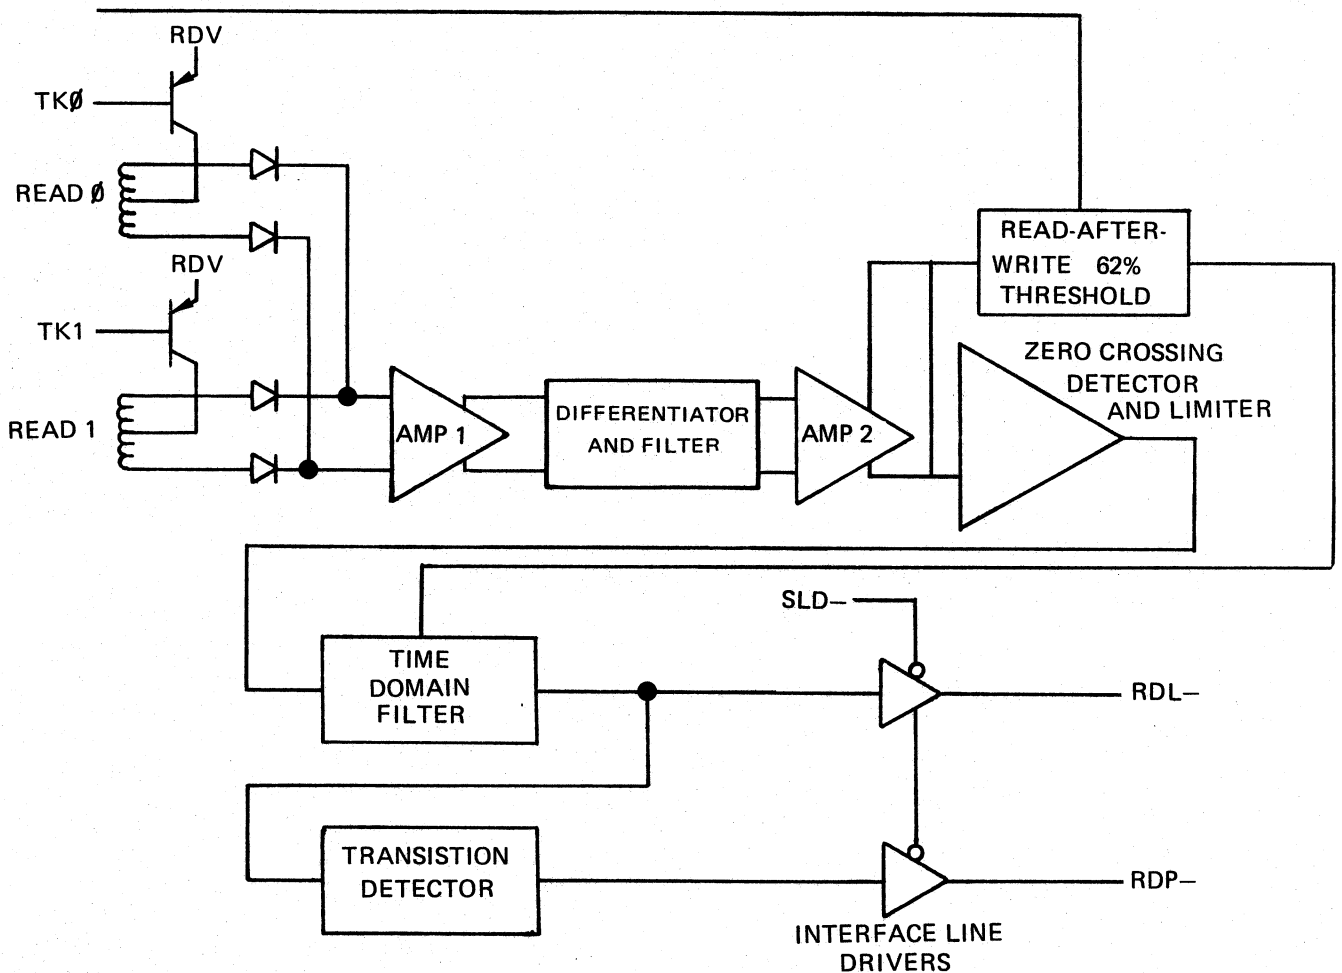 RDV
TKØ
READ Ø
RDV
TK1
READ 1
AMP 1
DIFFERENTIATOR
AND FILTER
AMP 2
READ-AFTER-
WRITE 62%
THRESHOLD
ZERO CROSSING
DETECTOR
AND LIMITER
SLD–
TIME
DOMAIN
FILTER
RDL–
TRANSISTION
DETECTOR
RDP–
INTERFACE LINE
DRIVERS